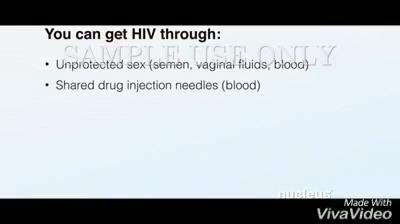 You can get HIV through:
SAMPLE USE ONLY
• Unprotected sex (semen, vaginal fluids, blood)
• Shared drug injection needles (blood)
nucleus
Made With
VivaVideo